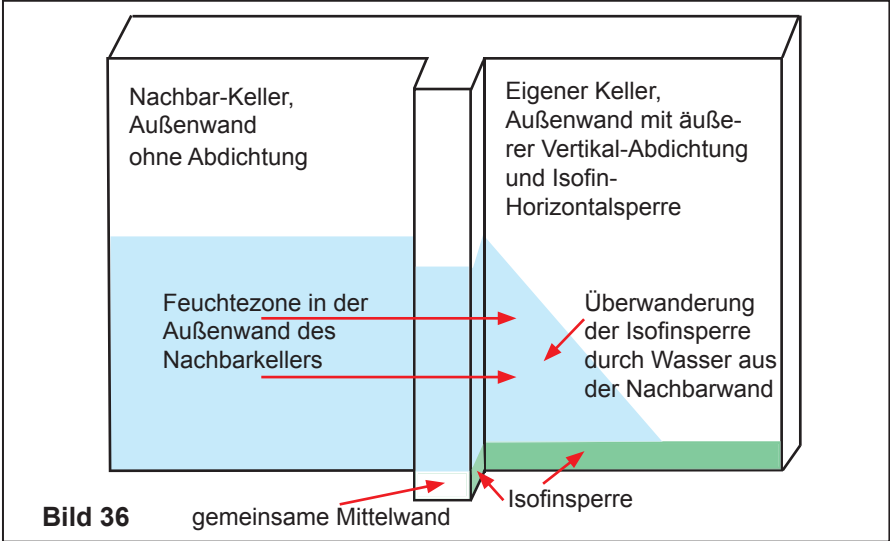 Nachbar-Keller,
Außenwand
ohne Abdichtung
Eigener Keller,
Außenwand mit äuße-
rer Vertikal-Abdichtung
und Isofin-
Horizontalsperre
Feuchtezone in der
Außenwand des
Nachbarkellers
Überwanderung
der Isofinsperre
durch Wasser aus
der Nachbarwand
Isofinsperre
gemeinsame Mittelwand
Bild 36